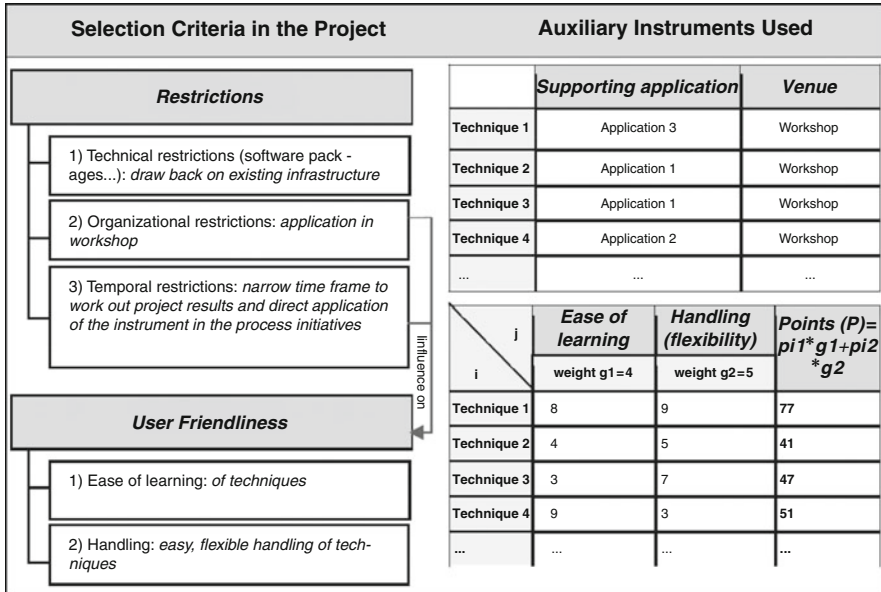 Selection Criteria in the Project
Restrictions
1) Technical restrictions (software pack -
ages...): draw back on existing infrastructure
2) Organizational restrictions: application in
workshop
3) Temporal restrictions: narrow time frame to
work out project results and direct application
of the instrument in the process initiatives
Iinfluence on
User Friendliness
1) Ease of learning: of techniques
2) Handling: easy, flexible handling of tech-
niques
Auxiliary Instruments Used
Supporting application Venue
Technique 1 Application 3 Workshop
Technique 2 Application 1 Workshop
Technique 3 Application 1 Workshop
Technique 4 Application 2 Workshop
... ... ...
j
i
Ease of
learning
Handling
(flexibility)
Points (P)=
pi1*g1+pi2
*g2
weight g1=4 weight g2=5
Technique 1 8 9 77
Technique 2 4 5 41
Technique 3 3 7 47
Technique 4 9 3 51
... ... ... ...